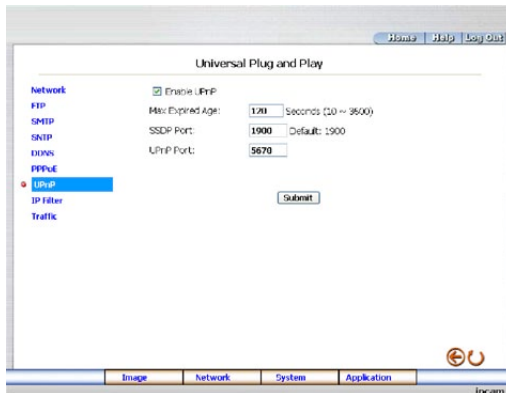 Home Help Log Out
Universal Plug and Play
Network
FTP
SMTP
SNTP
DDNS
PPPoE
UPnP
IP Filter
Traffic
Enable UPnP
Max Expired Age: 120 Seconds (10 ~ 3600)
SSDP Port: 1900 Default: 1900
UPnP Port: 5670
Submit
Image Network System Application
ipcam